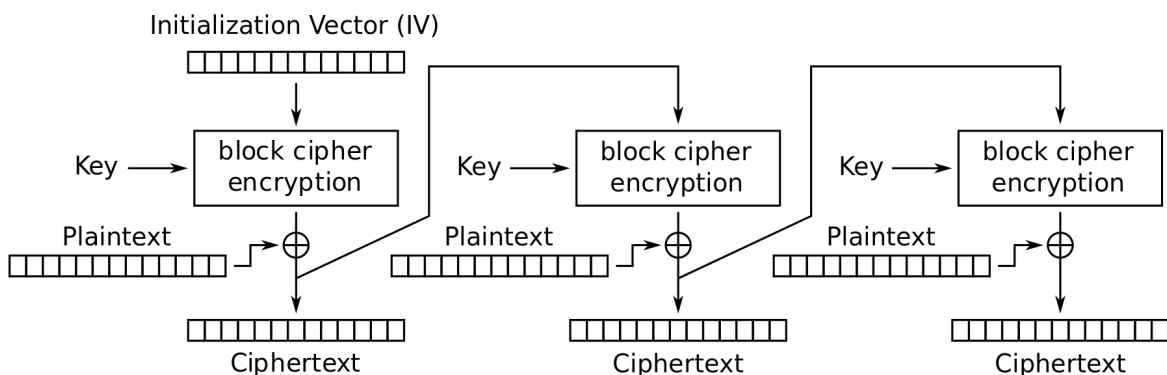 Initialization Vector (IV)
Key
block cipher
encryption
Key
block cipher
encryption
Key
block cipher
encryption
Plaintext
Plaintext
Plaintext
Ciphertext
Ciphertext
Ciphertext